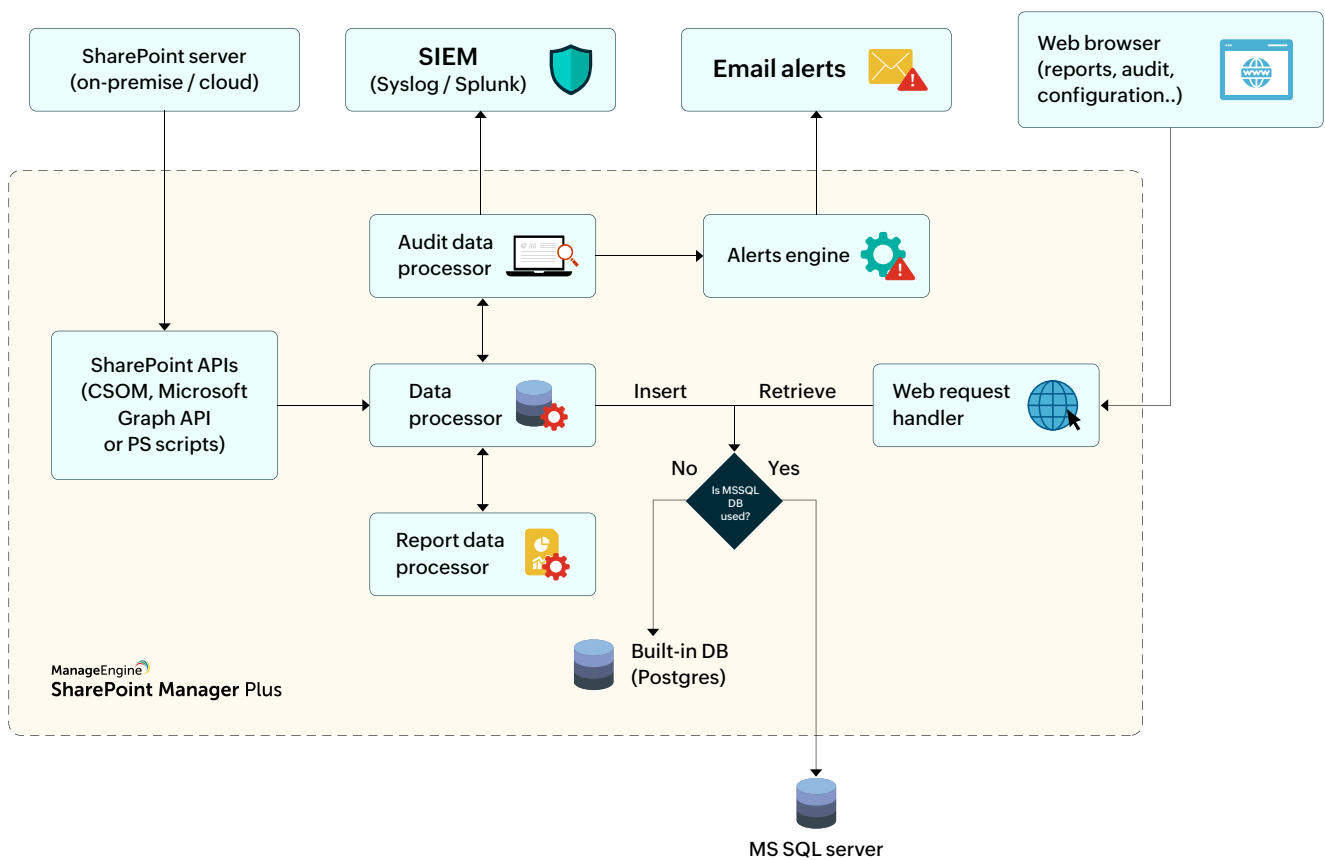 SharePoint server
(on-premise / cloud)
SIEM
(Syslog / Splunk)
Email alerts
Web browser
(reports, audit,
configuration..)
www
Audit data
processor
Alerts engine
SharePoint APIs
(CSOM, Microsoft
Graph API
or PS scripts)
Data
processor
Insert
Retrieve
Web request
handler
No
Yes
Is MSSQL
DB
used?
Report data
processor
Built-in DB
(Postgres)
ManageEngine
SharePoint Manager Plus
MS SQL server